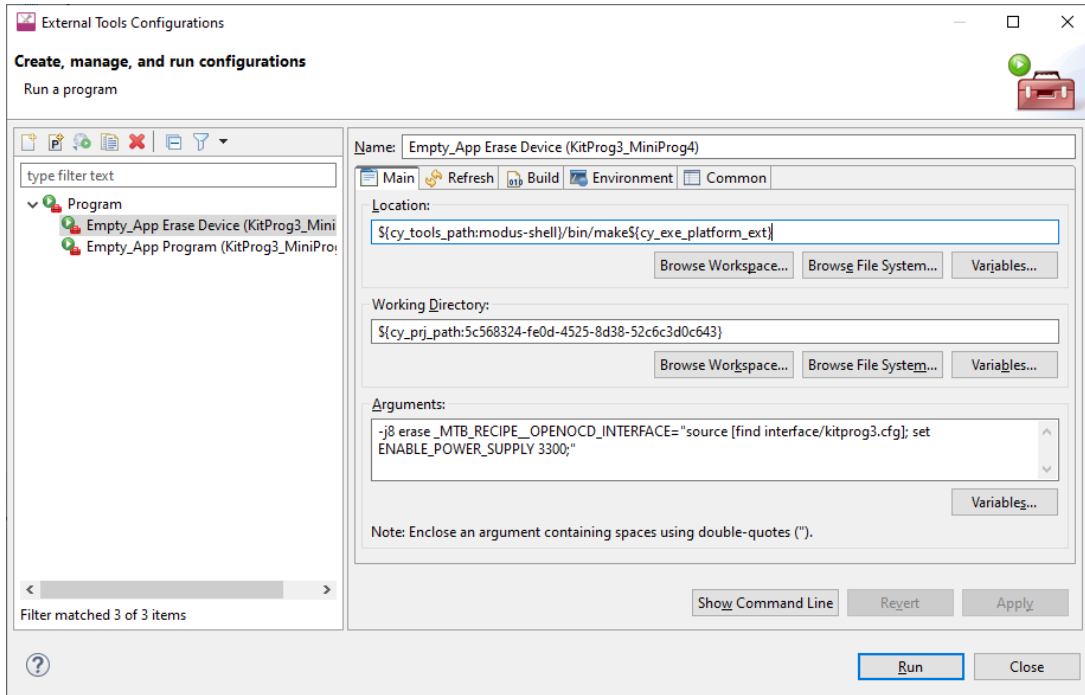 External Tools Configurations
Create, manage, and run configurations
Run a program
type filter text
Program
Empty_App Erase Device (KitProg3_Mini
Empty_App Program (KitProg3_MiniPro
Filter matched 3 of 3 items
Name: Empty_App Erase Device (KitProg3_MiniProg4)
Main Refresh Build Environment Common
Location:
${cy_tools_path:modus-shell}/bin/make${cy_exe_platform_ext}
Browse Workspace... Browse File System... Variables...
Working Directory:
${cy_prj_path:5c568324-fe0d-4525-8d38-52c6c3d0c643}
Browse Workspace... Browse File System... Variables...
Arguments:
-j8 erase _MTB_RECIPE__OPENOCD_INTERFACE="source [find interface/kitprog3.cfg]; set
ENABLE_POWER_SUPPLY 3300;"
Variables...
Note: Enclose an argument containing spaces using double-quotes (").
Show Command Line Revert Apply
Run Close